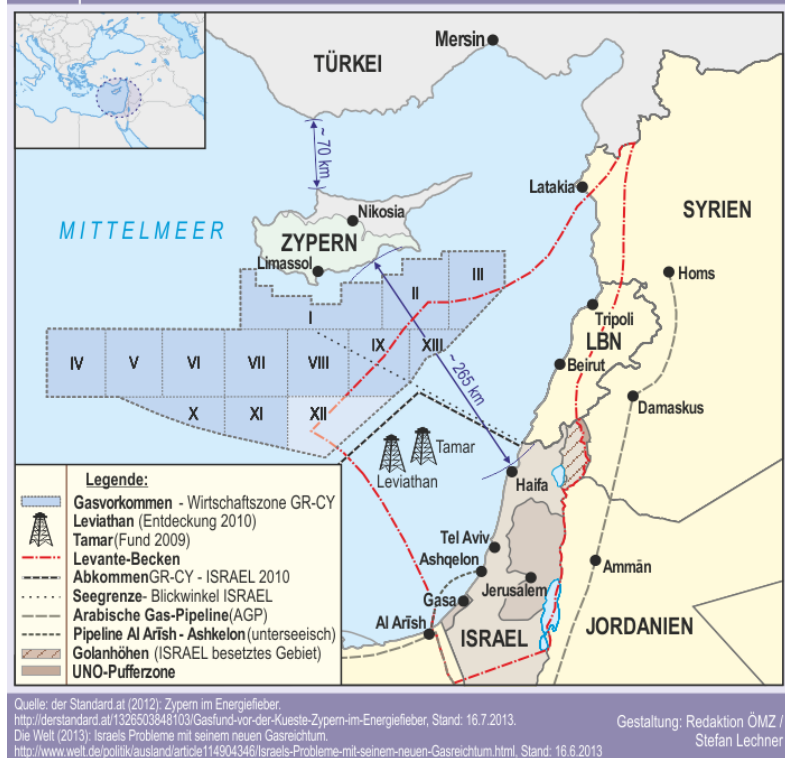 Mersin
TÜRKEI
~ 70 km
Latakia
Nikosia
SYRIEN
MITTELMEER
ZYPERN
Limassol
Homs
III
II
I
Tripoli
LBN
IX
XIII
IV
V
VI
VII
VIII
Beirut
~ 265 km
Damaskus
X
XI
XII
Tamar
Leviathan
Haifa
Legende:
Gasvorkommen - Wirtschaftszone GR-CY
Leviathan (Entdeckung 2010)
Tamar(Fund 2009)
Levante-Becken
AbkommenGR-CY - ISRAEL 2010
Seegrenze- Blickwinkel ISRAEL
Arabische Gas-Pipeline(AGP)
Pipeline Al Arīsh - Ashkelon(unterseeisch)
Golanhöhen (ISRAEL besetztes Gebiet)
UNO-Pufferzone
Tel Aviv
Ashqelon
Ammān
Jerusalem
Gasa
Al Arīsh
ISRAEL
JORDANIEN
Quelle: der Standard.at (2012): Zypern im Energiefieber.
http://derstandard.at/1326503848103/Gasfund-vor-der-Kueste-Zypern-im-Energiefieber, Stand: 16.7.2013.
Die Welt (2013): Israels Probleme mit seinem neuen Gasreichtum.
http://www.welt.de/politik/ausland/article114904346/Israels-Probleme-mit-seinem-neuen-Gasreichtum.html, Stand: 16.6.2013
Gestaltung: Redaktion ÖMZ /
Stefan Lechner